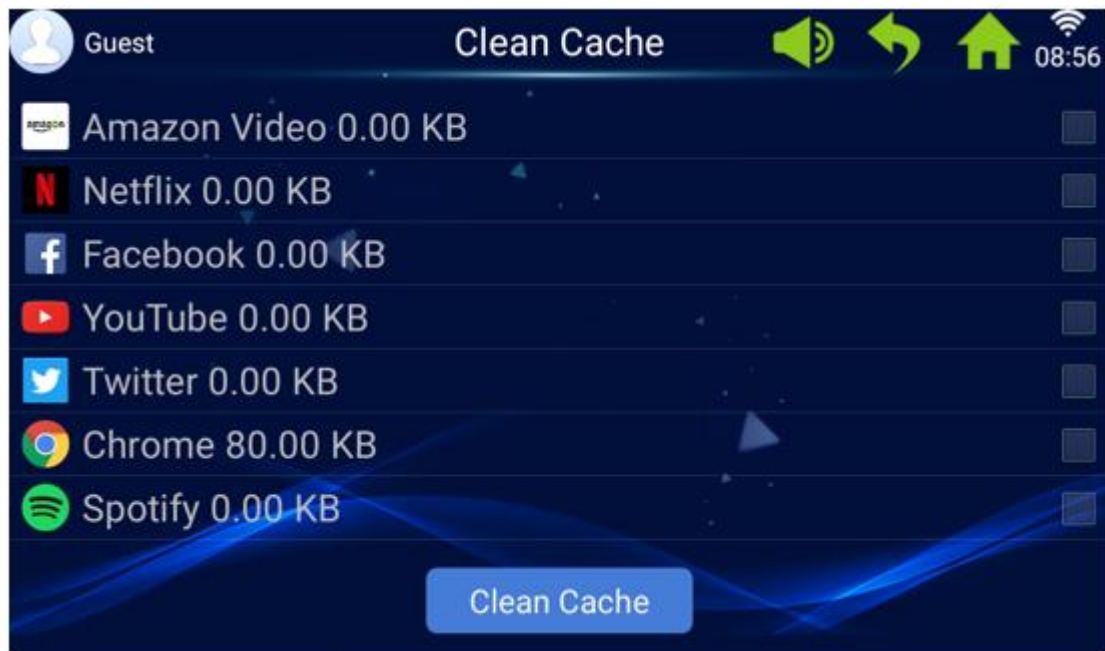 Guest
Clean Cache
08:56
amazon
Amazon Video 0.00 KB
Netflix 0.00 KB
Facebook 0.00 KB
YouTube 0.00 KB
Twitter 0.00 KB
Chrome 80.00 KB
Spotify 0.00 KB
Clean Cache